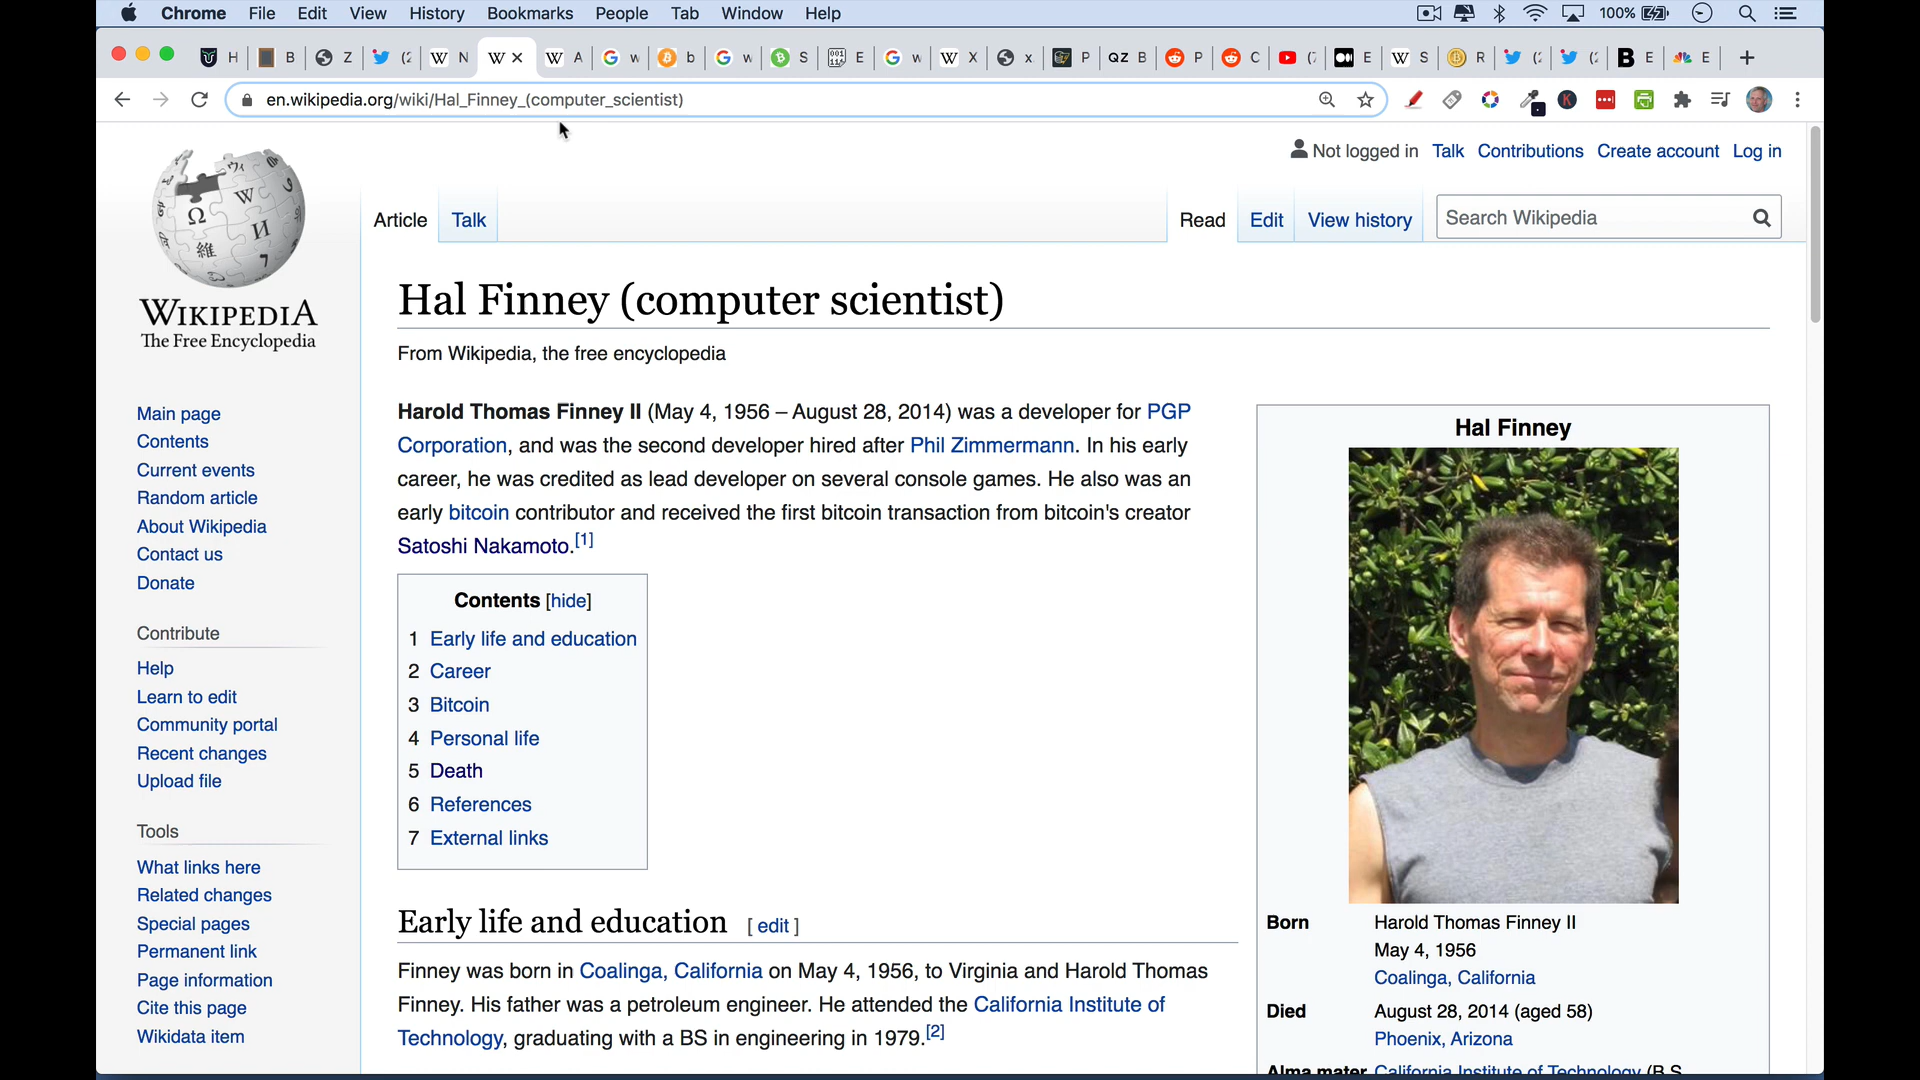 Chrome File Edit View History Bookmarks People Tab Window Help 100%
H B Z (2 W N W × W A G w b G w S E G w W X x P QZ B P C (7 E W S R (2 (2 B E E +
en.wikipedia.org/wiki/Hal_Finney_(computer_scientist)
Not logged in Talk Contributions Create account Log in
Article Talk Read Edit View history Search Wikipedia
WIKIPEDIA
The Free Encyclopedia
Main page
Contents
Current events
Random article
About Wikipedia
Contact us
Donate
Contribute
Help
Learn to edit
Community portal
Recent changes
Upload file
Tools
What links here
Related changes
Special pages
Permanent link
Page information
Cite this page
Wikidata item
Hal Finney (computer scientist)
From Wikipedia, the free encyclopedia
Harold Thomas Finney II (May 4, 1956 – August 28, 2014) was a developer for PGP
Corporation, and was the second developer hired after Phil Zimmermann. In his early
career, he was credited as lead developer on several console games. He also was an
early bitcoin contributor and received the first bitcoin transaction from bitcoin's creator
Satoshi Nakamoto.[1]
Contents [hide]
1 Early life and education
2 Career
3 Bitcoin
4 Personal life
5 Death
6 References
7 External links
Early life and education [ edit ]
Finney was born in Coalinga, California on May 4, 1956, to Virginia and Harold Thomas
Finney. His father was a petroleum engineer. He attended the California Institute of
Technology, graduating with a BS in engineering in 1979.[2]
Hal Finney
Born Harold Thomas Finney II
May 4, 1956
Coalinga, California
Died August 28, 2014 (aged 58)
Phoenix, Arizona
Alma mater California Institute of Technology (B.S.